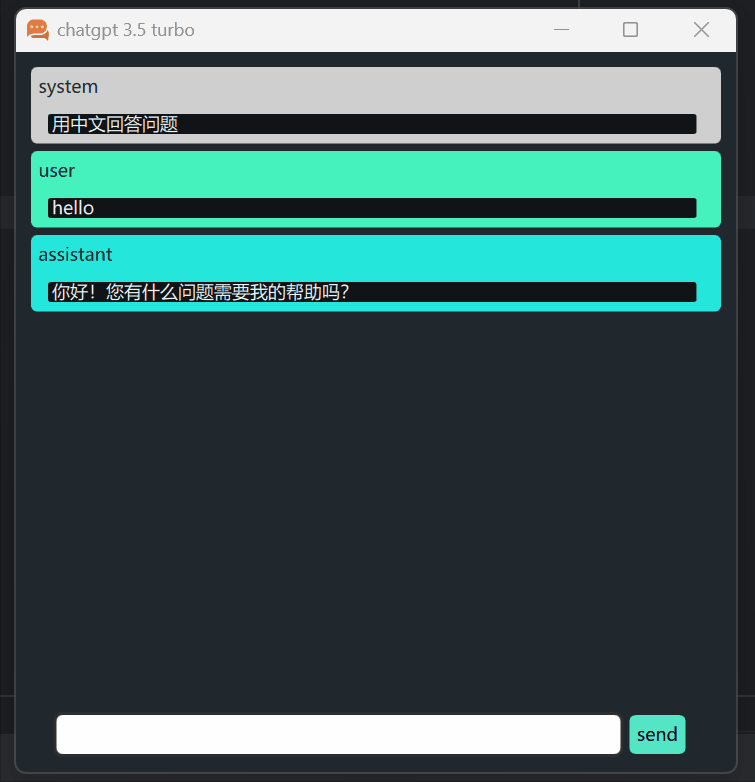 chatgpt 3.5 turbo
system
用中文回答问题
user
hello
assistant
你好！您有什么问题需要我的帮助吗？
send